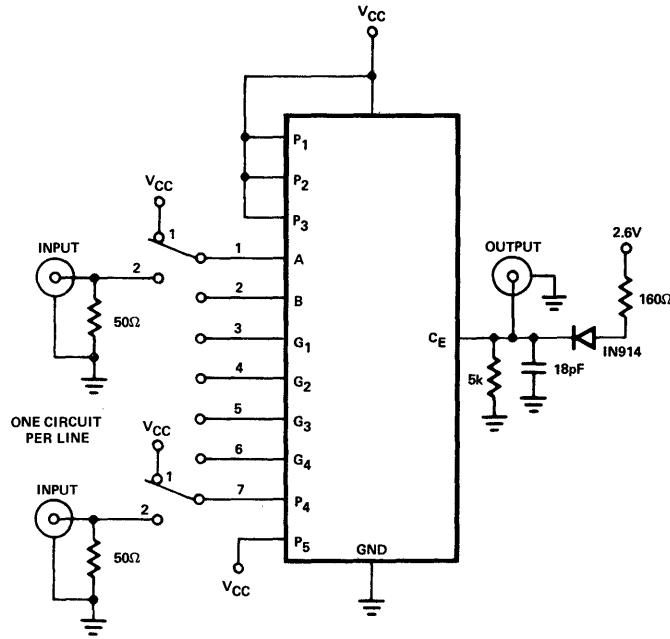 VCC
P1
P2
P3
VCC
1
INPUT
2
50Ω
1
A
2
B
3
G1
4
G2
5
G3
6
G4
ONE CIRCUIT
PER LINE
VCC
1
INPUT
2
50Ω
7
P4
P5
VCC
GND
CE
OUTPUT
2.6V
160Ω
IN914
18pF
5k